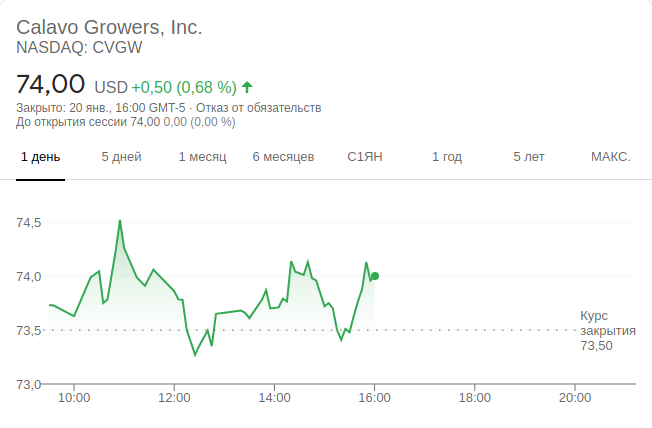 Calavo Growers, Inc.
NASDAQ: CVGW
74,00 USD +0,50 (0,68 %)
Закрыто: 20 янв., 16:00 GMT-5 · Отказ от обязательств
До открытия сессии 74,00 0,00 (0,00 %)
1 день 5 дней 1 месяц 6 месяцев С1ЯН 1 год 5 лет МАКС.
74,5
74,0
73,5
Курс
закрытия
73,50
73,0
10:00 12:00 14:00 16:00 18:00 20:00